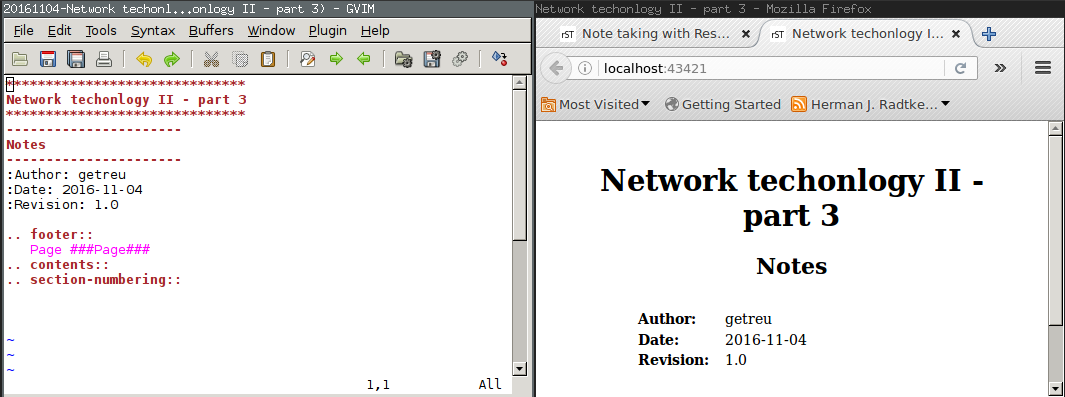 20161104-Network techonl...onlogy II - part 3) - GVIM
File Edit Tools Syntax Buffers Window Plugin Help
******************************
Network techonlogy II - part 3
******************************
----------------------
Notes
----------------------
:Author: getreu
:Date: 2016-11-04
:Revision: 1.0
.. footer::
Page ###Page###
.. contents::
.. section-numbering::
~
~
~
1,1 All
Network techonlogy II - part 3 - Mozilla Firefox
rST Note taking with Res... × rST Network techonlogy I... ×
localhost:43421
Most Visited Getting Started Herman J. Radtke...
Network techonlogy II -
part 3
Notes
Author: getreu
Date: 2016-11-04
Revision: 1.0